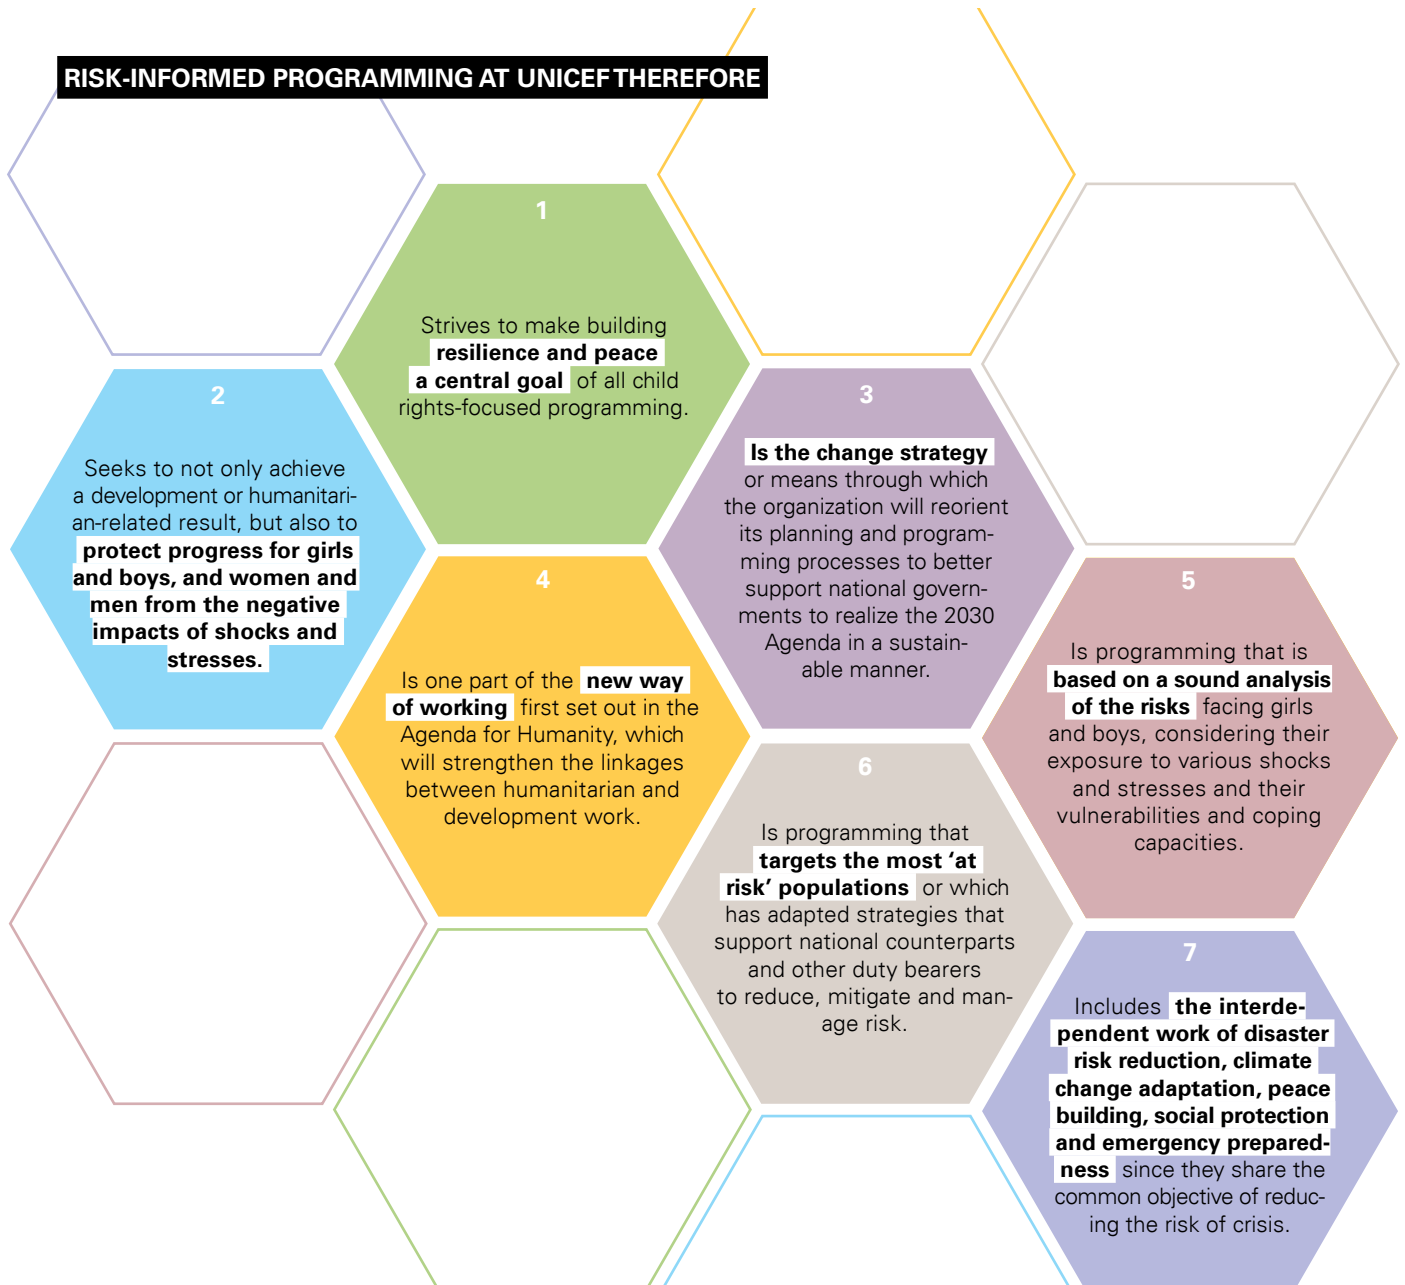 RISK-INFORMED PROGRAMMING AT UNICEF THEREFORE
1
Strives to make building
resilience and peace
a central goal of all child
rights-focused programming.
2
Seeks to not only achieve
a development or humanitari-
an-related result, but also to
protect progress for girls
and boys, and women and
men from the negative
impacts of shocks and
stresses.
3
Is the change strategy
or means through which
the organization will reorient
its planning and program-
ming processes to better
support national govern-
ments to realize the 2030
Agenda in a sustain-
able manner.
4
Is one part of the new way
of working first set out in the
Agenda for Humanity, which
will strengthen the linkages
between humanitarian and
development work.
5
Is programming that is
based on a sound analysis
of the risks facing girls
and boys, considering their
exposure to various shocks
and stresses and their
vulnerabilities and coping
capacities.
6
Is programming that
targets the most ‘at
risk’ populations or which
has adapted strategies that
support national counterparts
and other duty bearers
to reduce, mitigate and man-
age risk.
7
Includes the interde-
pendent work of disaster
risk reduction, climate
change adaptation, peace
building, social protection
and emergency prepared-
ness since they share the
common objective of reduc-
ing the risk of crisis.